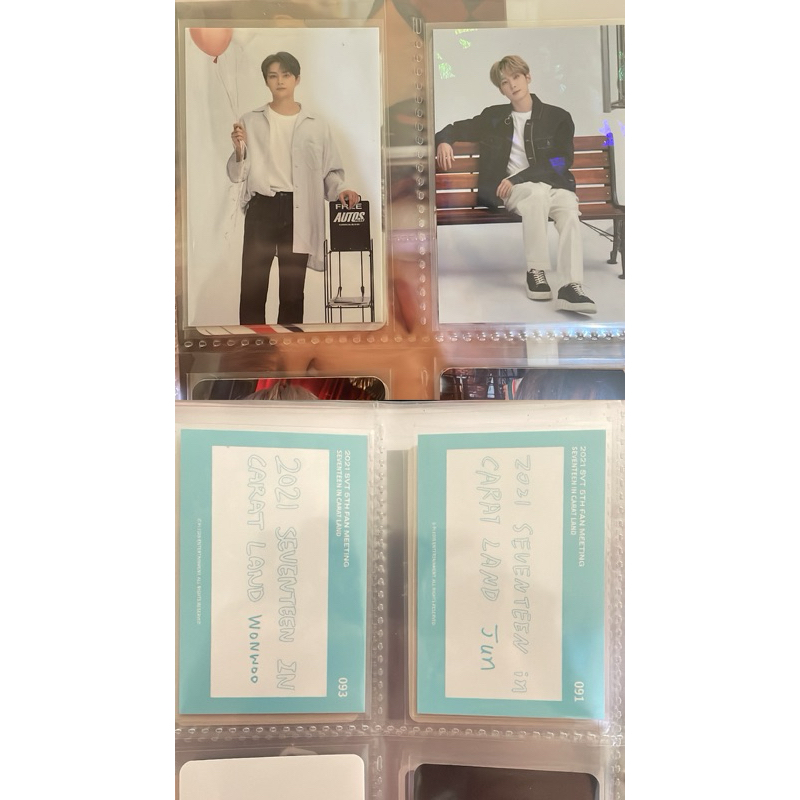 FREE
AUTOS
2021 SVT 5TH FAN MEETING
SEVENTEEN IN CARAT LAND
2021 SEVENTEEN IN
CARAT LAND WONWOO
093
2021 SVT 5TH FAN MEETING
SEVENTEEN IN CARAT LAND
2021 SEVENTEEN in
CARAT LAND Jun
091